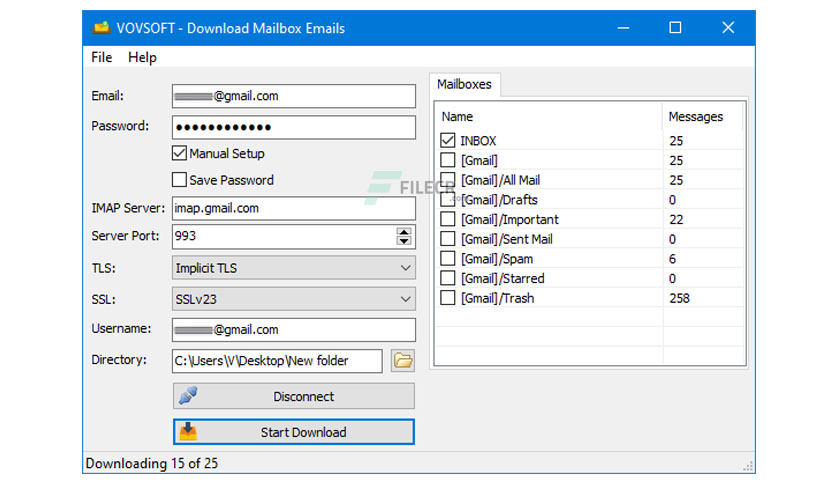 VOVSOFT - Download Mailbox Emails
File Help
Email: @gmail.com
Password: ●●●●●●●●●●●●
Manual Setup
Save Password
IMAP Server: imap.gmail.com
Server Port: 993
TLS: Implicit TLS
SSL: SSLv23
Username: @gmail.com
Directory: C:\Users\V\Desktop\New folder
Disconnect
Start Download
Downloading 15 of 25
Mailboxes
Name Messages
INBOX 25
[Gmail] 25
[Gmail]/All Mail 25
[Gmail]/Drafts 0
[Gmail]/Important 22
[Gmail]/Sent Mail 0
[Gmail]/Spam 6
[Gmail]/Starred 0
[Gmail]/Trash 258
FILECR
.com